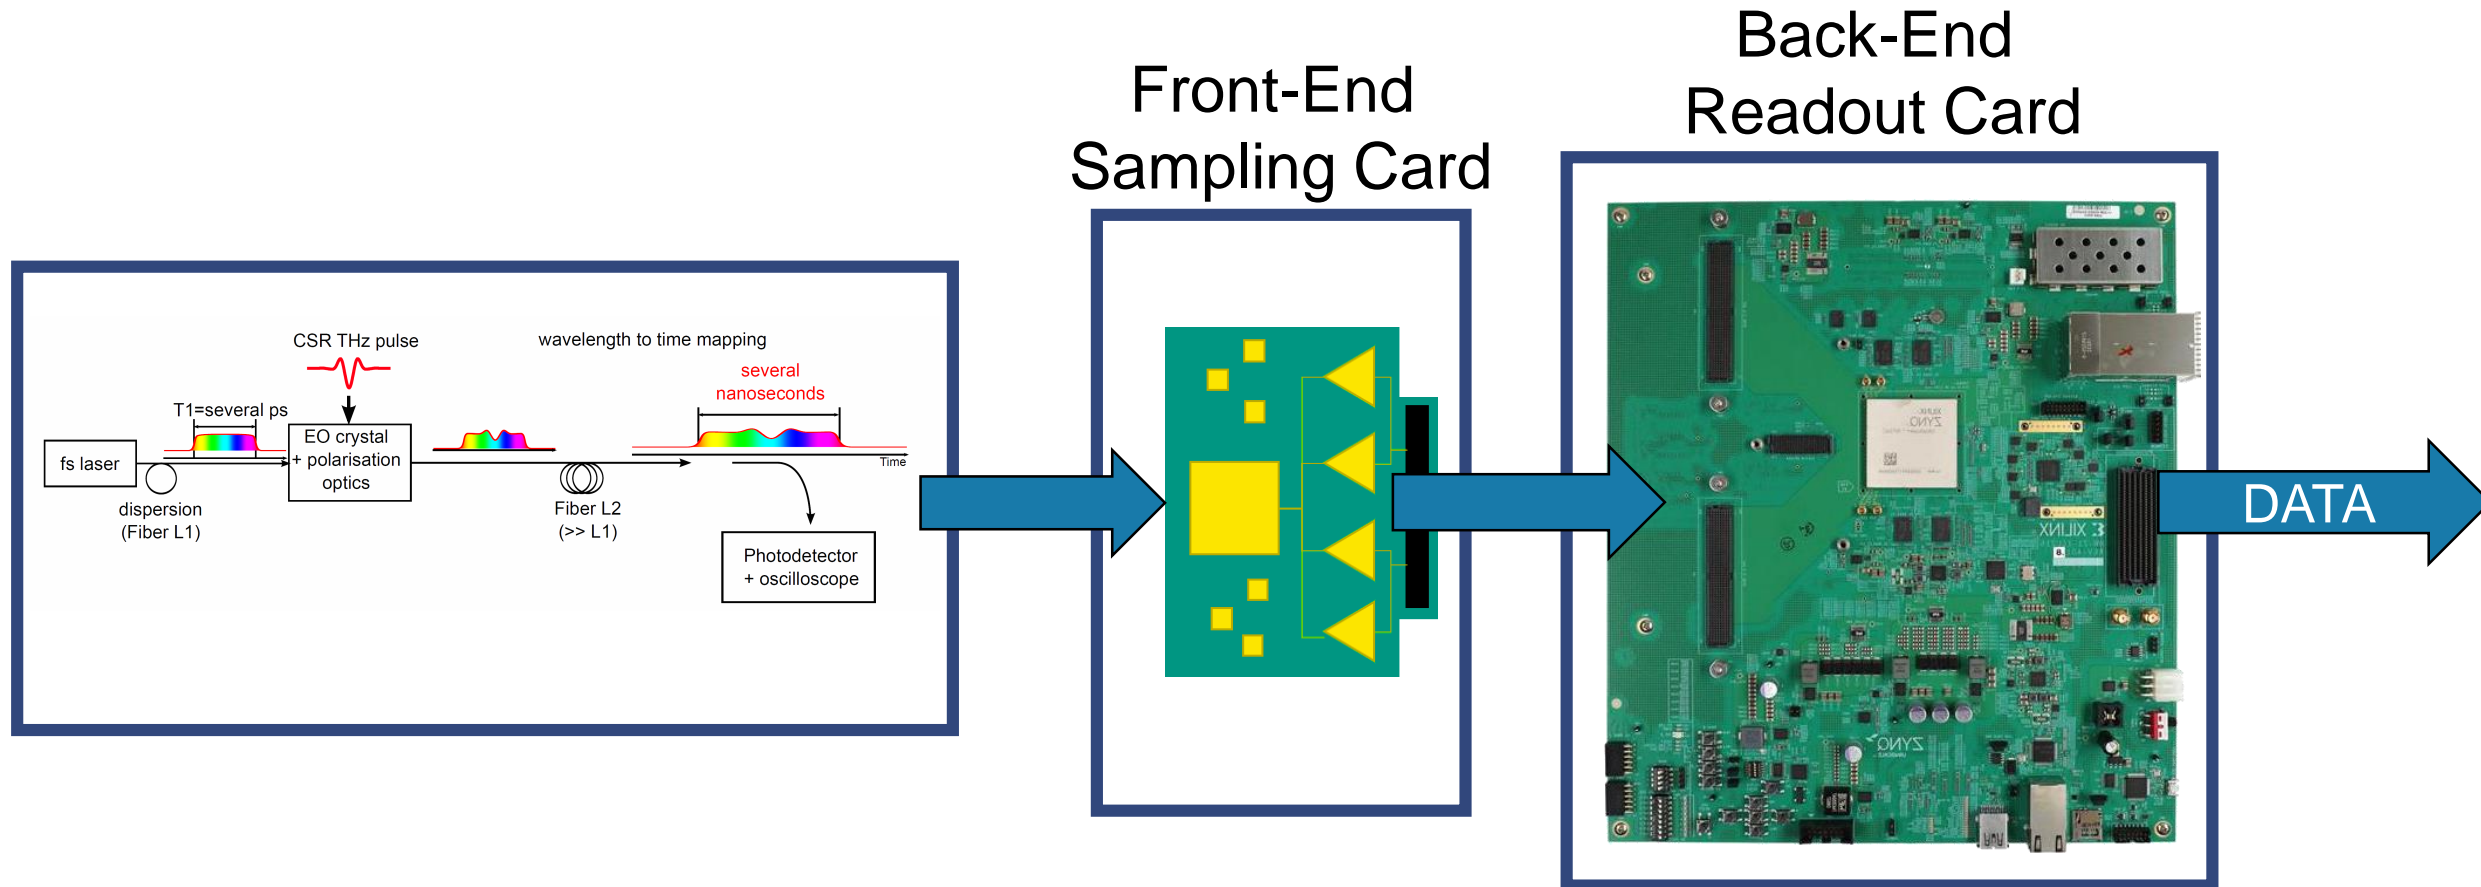 Back-End
Readout Card
Front-End
Sampling Card
CSR THz pulse
wavelength to time mapping
several
nanoseconds
T1=several ps
fs laser
EO crystal
+ polarisation
optics
Time
dispersion
(Fiber L1)
Fiber L2
(>> L1)
Photodetector
+ oscilloscope
XILINX
ZYNQ
XILINX
ZYNQ
DATA